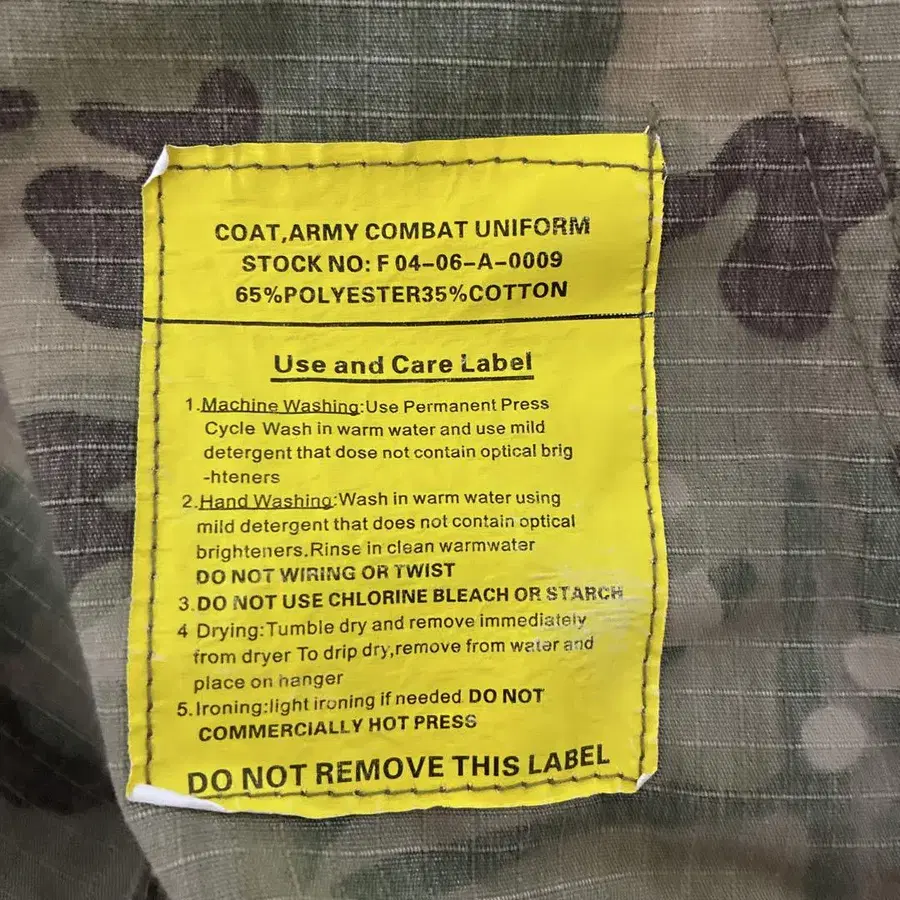 COAT,ARMY COMBAT UNIFORM
STOCK NO: F 04-06-A-0009
65%POLYESTER35%COTTON
Use and Care Label
1.Machine Washing:Use Permanent Press
Cycle Wash in warm water and use mild
detergent that dose not contain optical brig
-hteners
2.Hand Washing:Wash in warm water using
mild detergent that does not contain optical
brighteners.Rinse in clean warmwater
DO NOT WIRING OR TWIST
3.DO NOT USE CHLORINE BLEACH OR STARCH
4 Drying:Tumble dry and remove immediately
from dryer To drip dry,remove from water and
place on hanger
5.Ironing:light ironing if needed DO NOT
COMMERCIALLY HOT PRESS
DO NOT REMOVE THIS LABEL